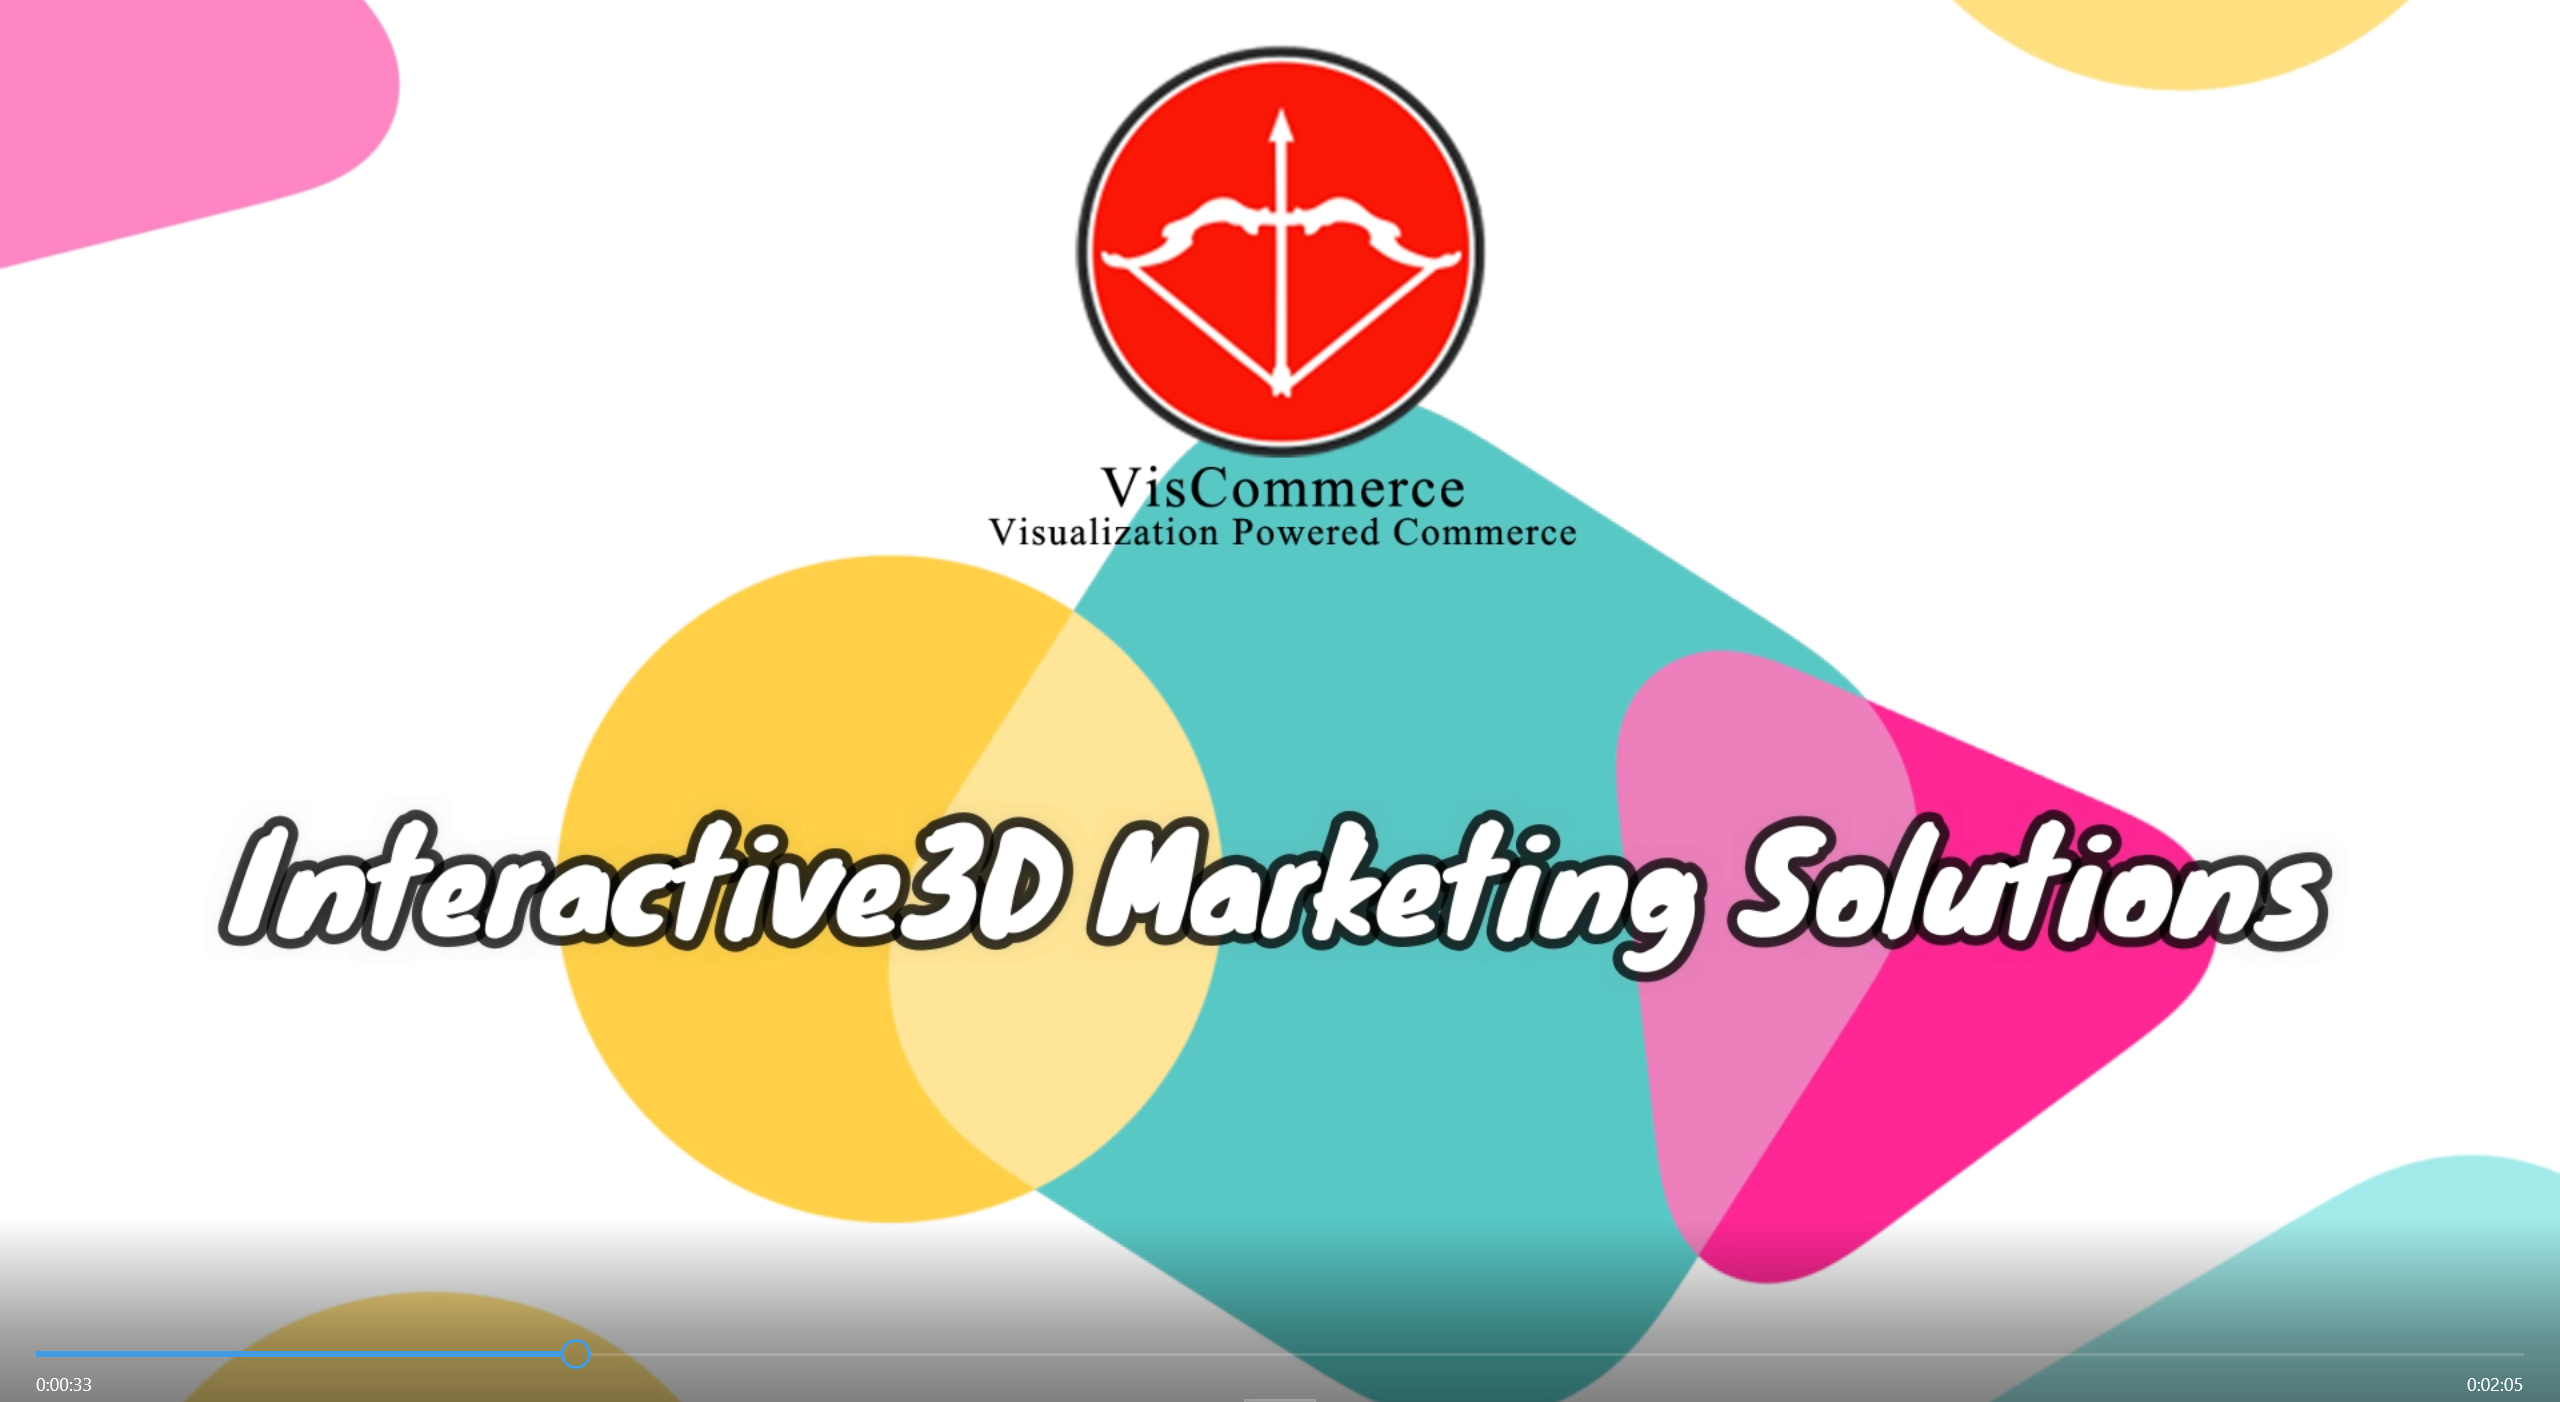 VisCommerce
Visualization Powered Commerce
Interactive3D Marketing Solutions
0:00:33
0:02:05